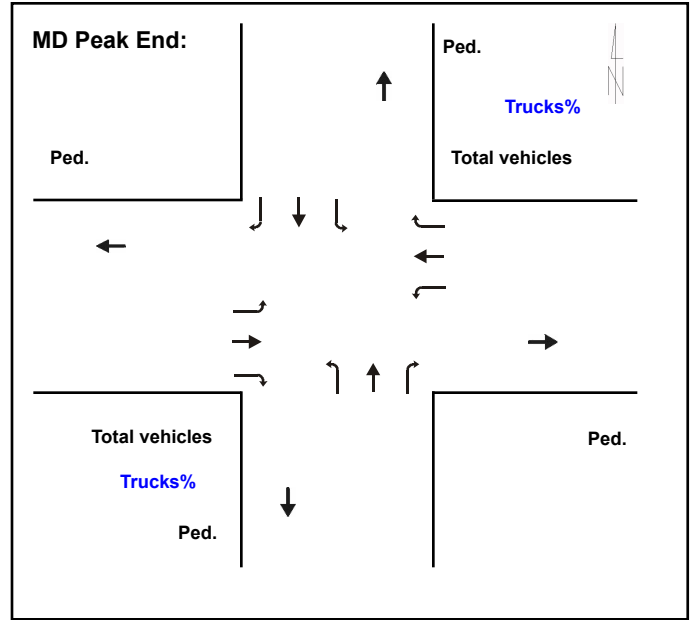 MD Peak End:
Ped.
N
Trucks%
Ped.
Total vehicles
Total vehicles
Ped.
Trucks%
Ped.